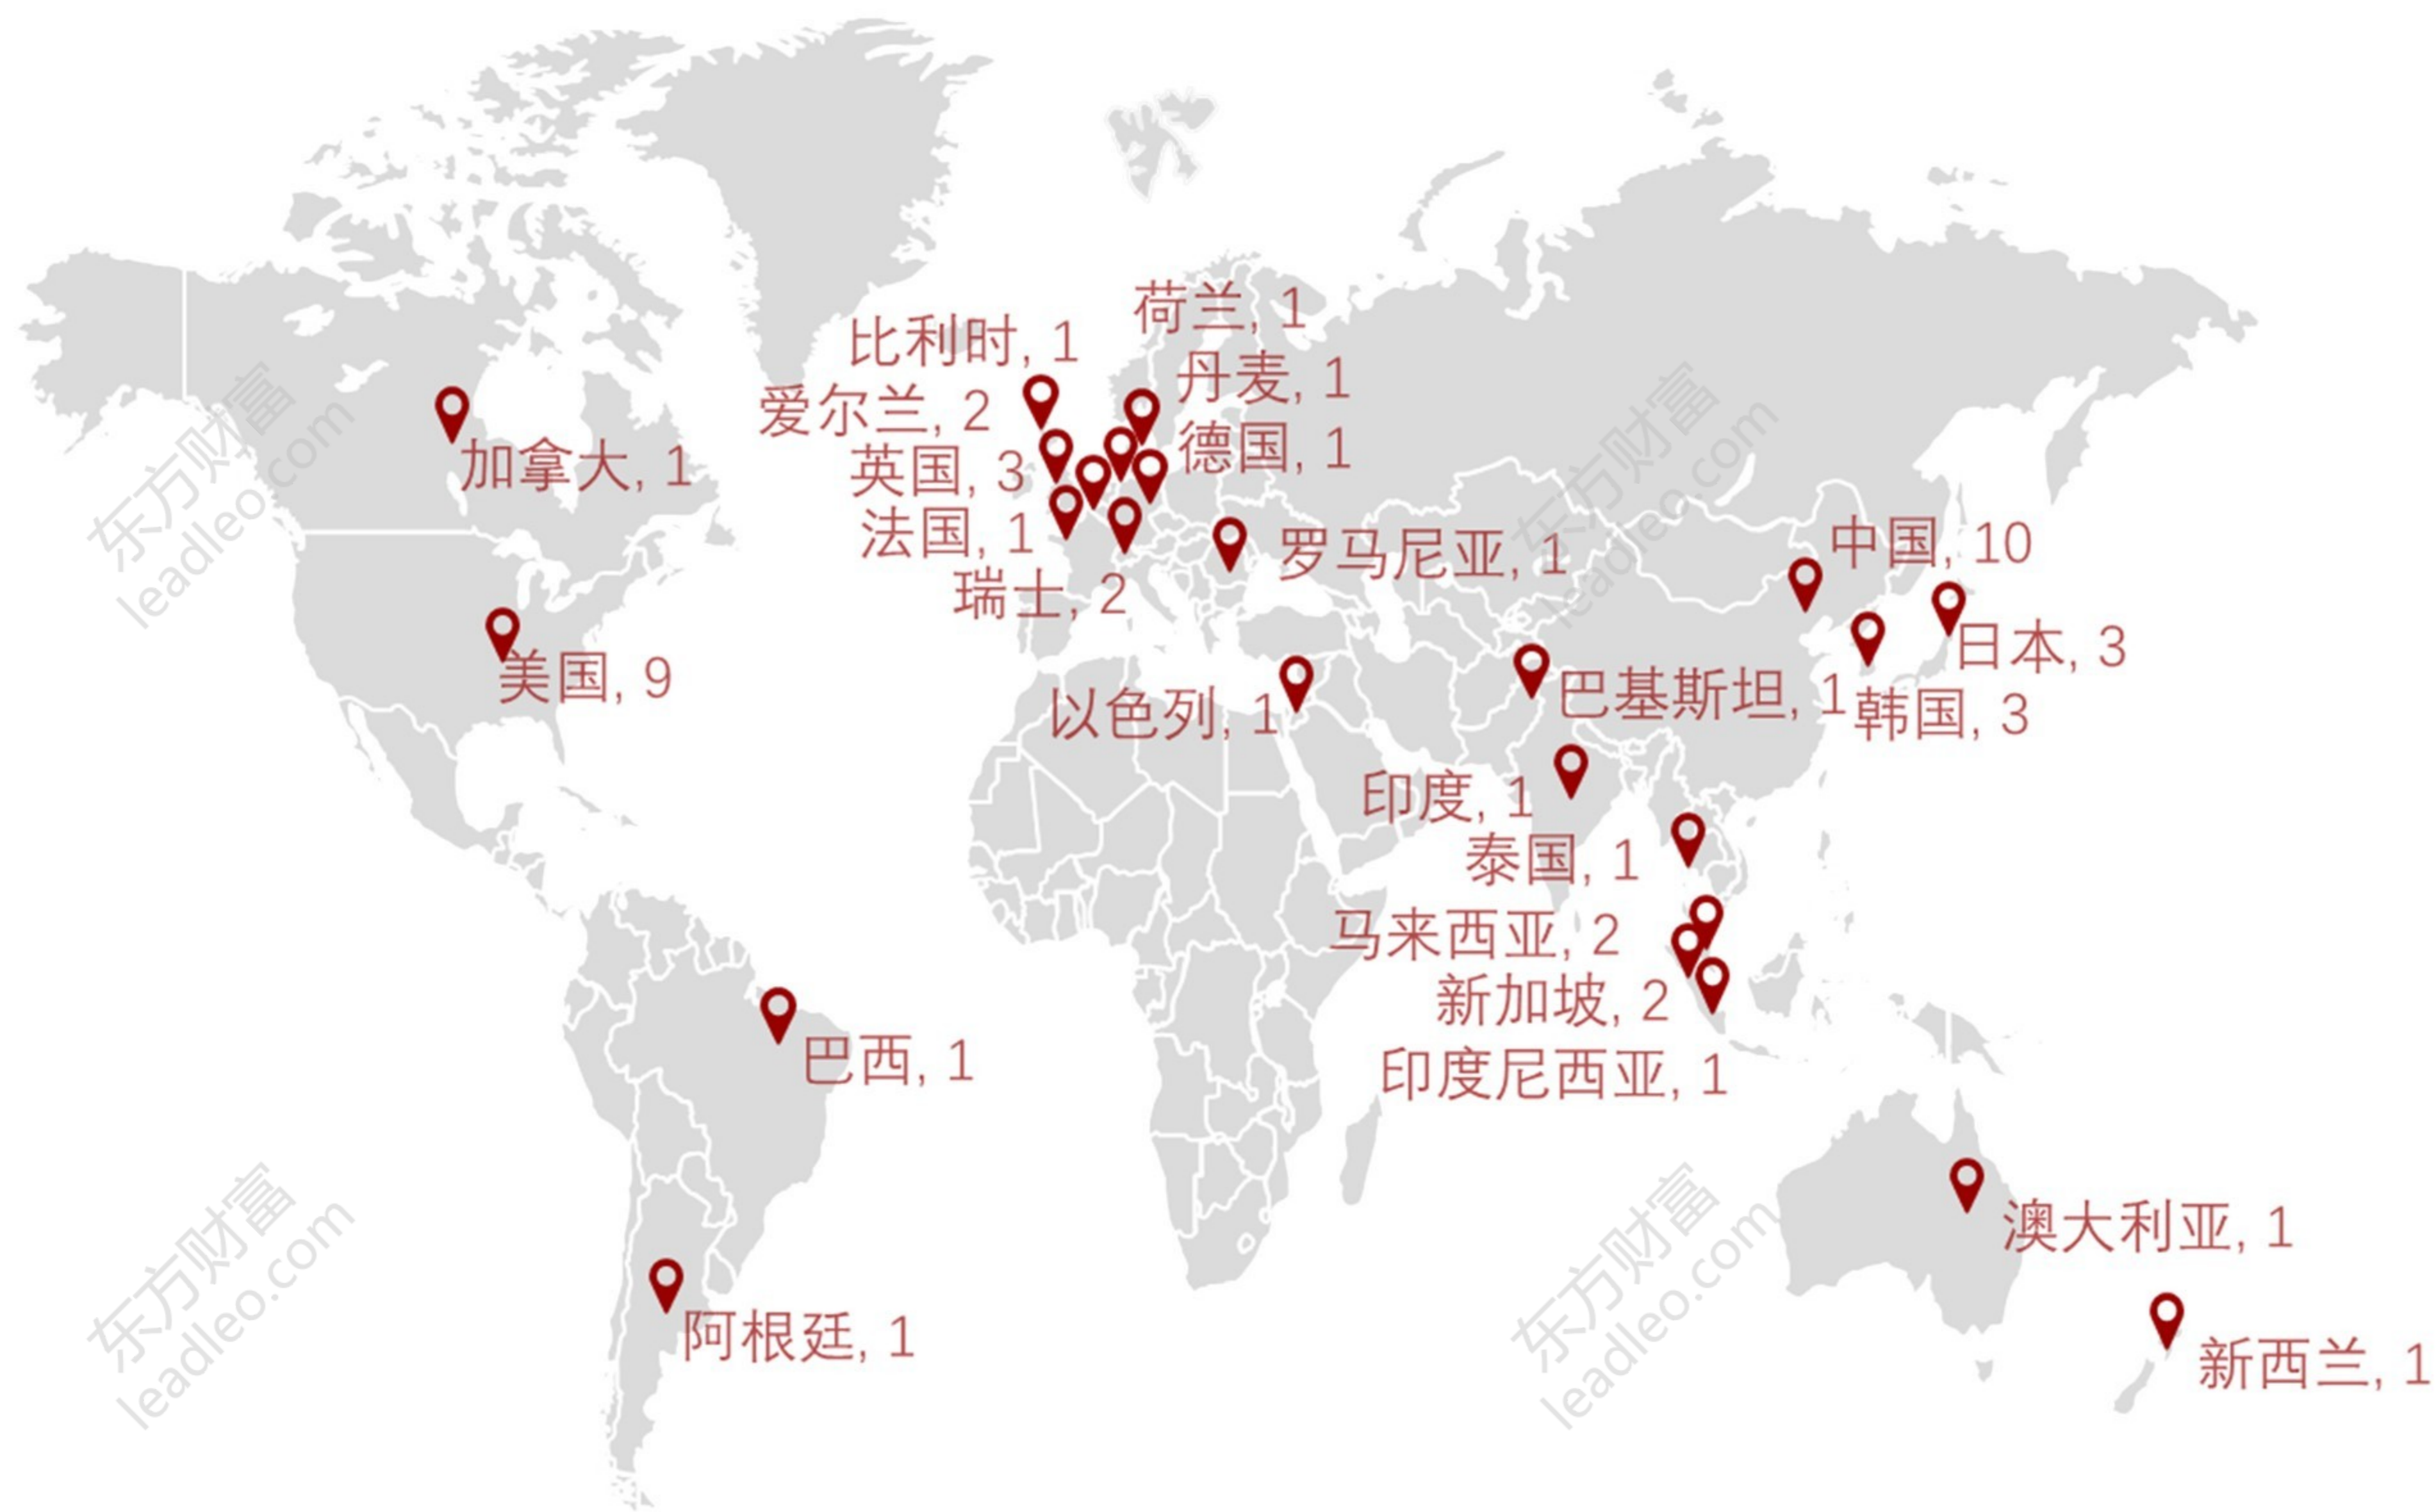 荷兰, 1
比利时, 1
丹麦, 1
爱尔兰, 2
德国, 1
英国, 3
加拿大, 1
法国, 1
罗马尼亚, 1
中国, 10
瑞士, 2
日本, 3
美国, 9
以色列, 1
巴基斯坦, 1
韩国, 3
印度, 1
泰国, 1
马来西亚, 2
新加坡, 2
巴西, 1
印度尼西亚, 1
澳大利亚, 1
阿根廷, 1
新西兰, 1
东方财富
leadleo.com
东方财富
leadleo.com
东方财富
leadleo.com
东方财富
leadleo.com